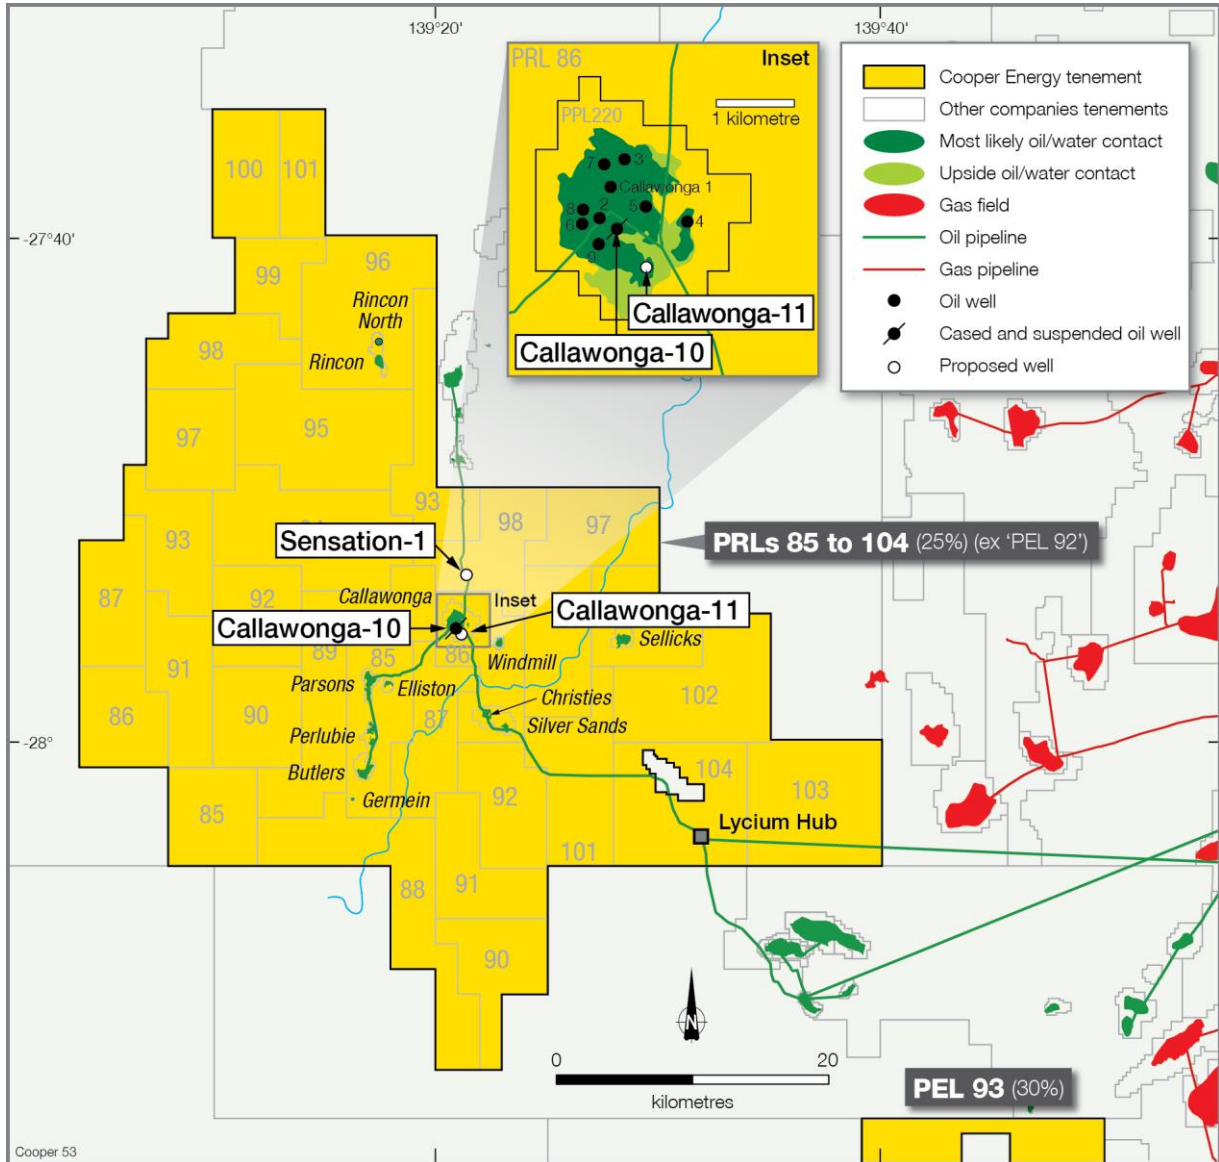 139°20'
139°40'
-27°40'
-28°
PRL 86
Inset
PPL220
1 kilometre
7
3
Callawonga 1
8
2
5
4
6
9
Callawonga-11
Callawonga-10
Cooper Energy tenement
Other companies tenements
Most likely oil/water contact
Upside oil/water contact
Gas field
Oil pipeline
Gas pipeline
Oil well
Cased and suspended oil well
Proposed well
100
101
99
96
Rincon
North
98
Rincon
97
95
93
98
97
93
Sensation-1
PRLs 85 to 104 (25%) (ex ‘PEL 92’)
87
92
Callawonga
Inset
Callawonga-11
Callawonga-10
89
85
86
Windmill
Sellicks
91
Parsons
Elliston
102
86
90
87
Christies
Silver Sands
Perlubie
Butlers
104
103
92
85
Germein
Lycium Hub
101
88
91
90
N
0
20
kilometres
PEL 93 (30%)
Cooper 53